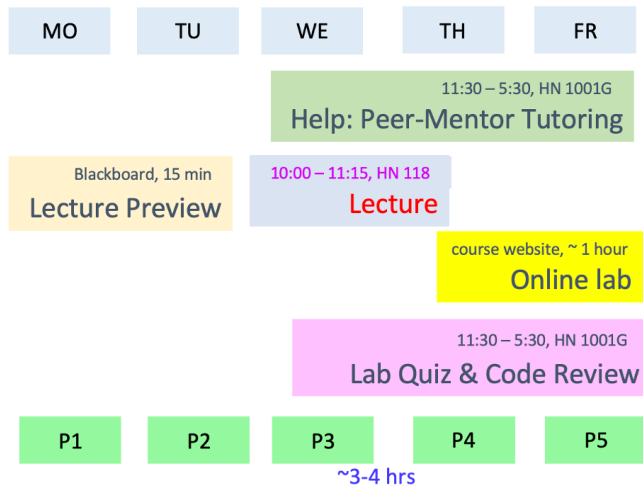 MO TU WE TH FR
11:30 – 5:30, HN 1001G
Help: Peer-Mentor Tutoring
Blackboard, 15 min
Lecture Preview
10:00 – 11:15, HN 118
Lecture
course website, ~ 1 hour
Online lab
11:30 – 5:30, HN 1001G
Lab Quiz & Code Review
P1 P2 P3 P4 P5
~3-4 hrs